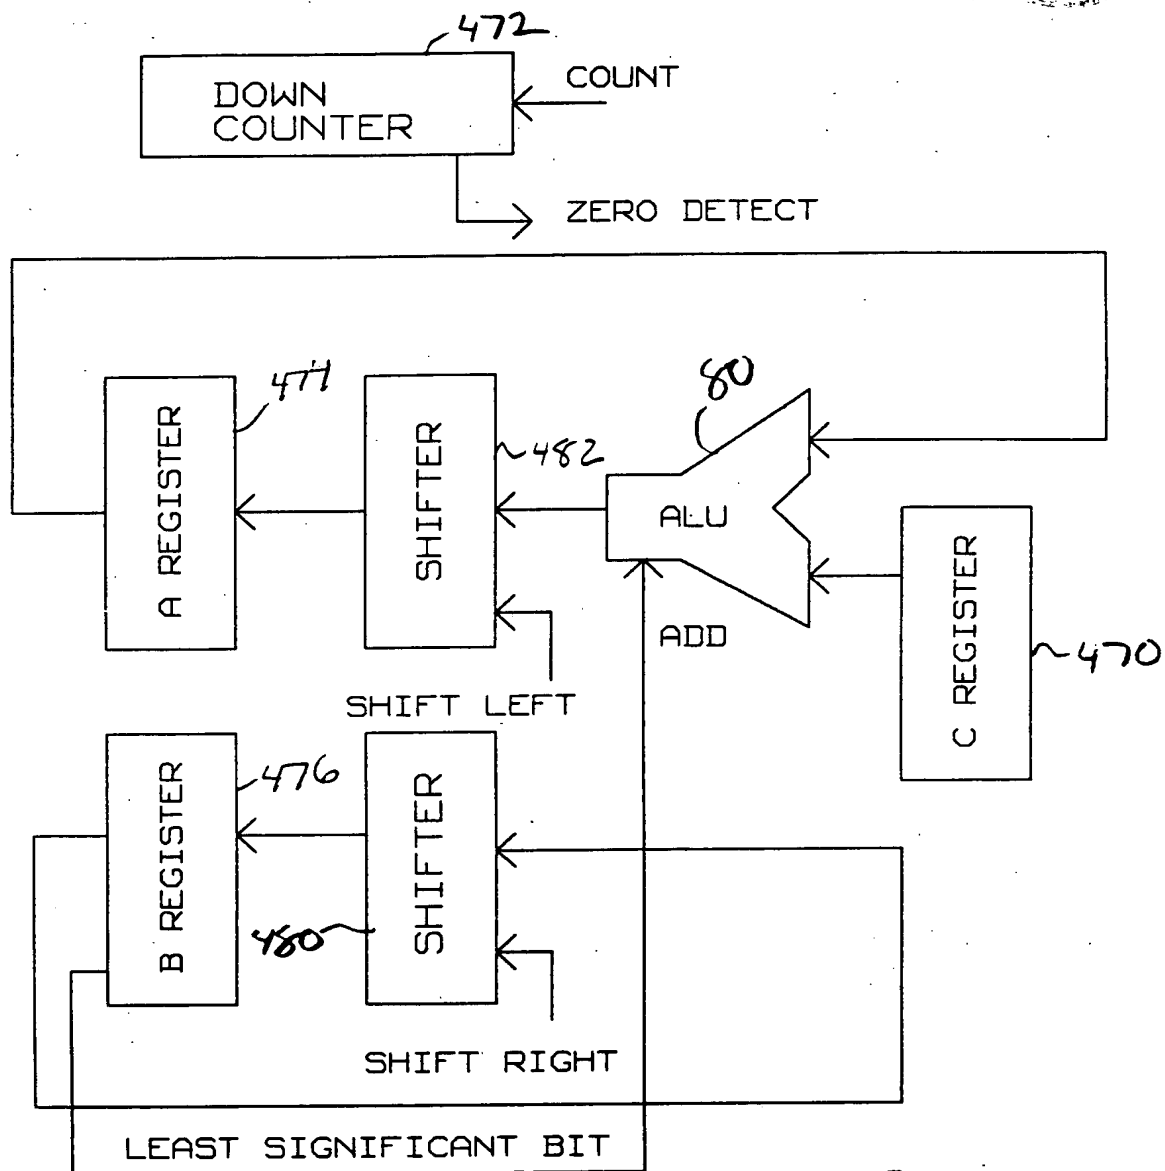 472
DOWN
COUNTER
COUNT
ZERO DETECT
A REGISTER
SHIFTER
482
80
ALU
ADD
C REGISTER
470
SHIFT LEFT
B REGISTER
476
SHIFTER
480
SHIFT RIGHT
LEAST SIGNIFICANT BIT